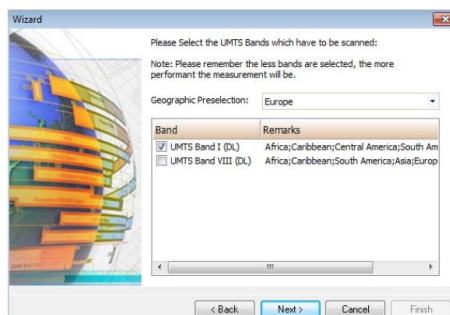 Wizard
Please Select the UMTS Bands which have to be scanned:
Note: Please remember the less bands are selected, the more
performant the measurement will be.
Geographic Preselection: Europe
Band Remarks
UMTS Band I (DL) Africa;Caribbean;Central America;South Am
UMTS Band VIII (DL) Africa;Caribbean;South America;Asia;Europ
< Back Next > Cancel Finish